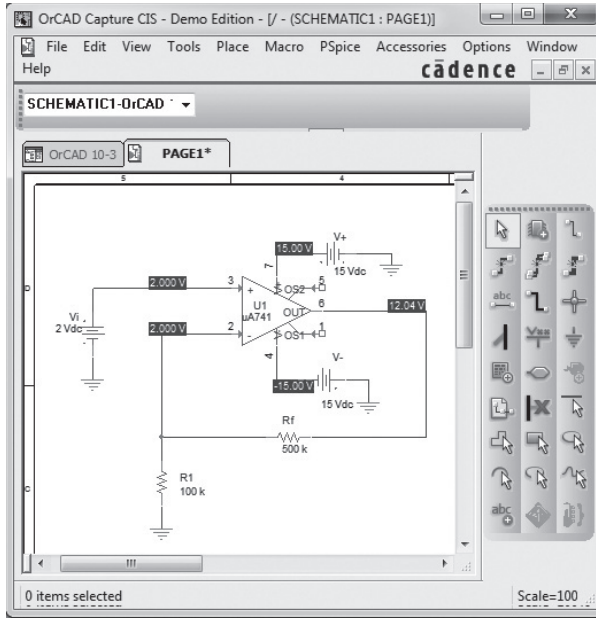 OrCAD Capture CIS - Demo Edition - [/ - (SCHEMATIC1 : PAGE1)]
File Edit View Tools Place Macro PSpice Accessories Options Window
Help
cādence
SCHEMATIC1-OrCAD
OrCAD 10-3 PAGE1*
5 4
V+
15.00 V
15 Vdc
7
D
2.000 V 3 + OS2 5
U1
uA741
OUT 6 12.04 V
Vi
2 Vdc
2.000 V 2 - OS1 1
4
V-
-15.00 V
15 Vdc
Rf
500 k
R1
100 k
C
abc
abc
0 items selected Scale=100